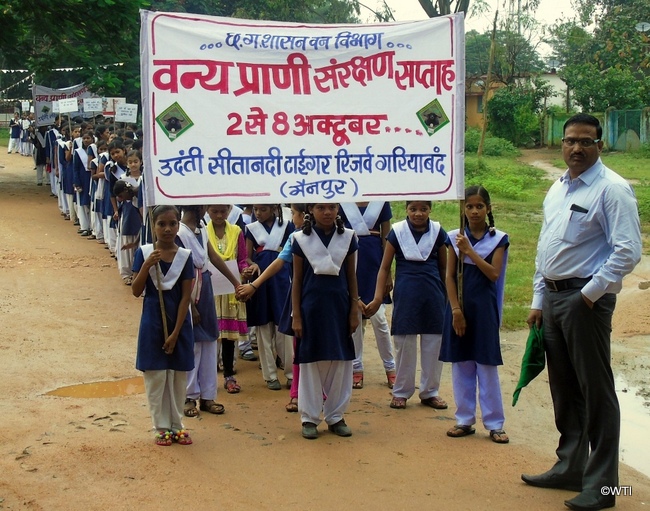 ... छ.ग. शासन वन विभाग ...
वन्य प्राणी संरक्षण सप्ताह
2 से 8 अक्टूबर ....
उदंती सीतानदी टाईगर रिजर्व गरियाबंद
(मैनपुर)
©WTI